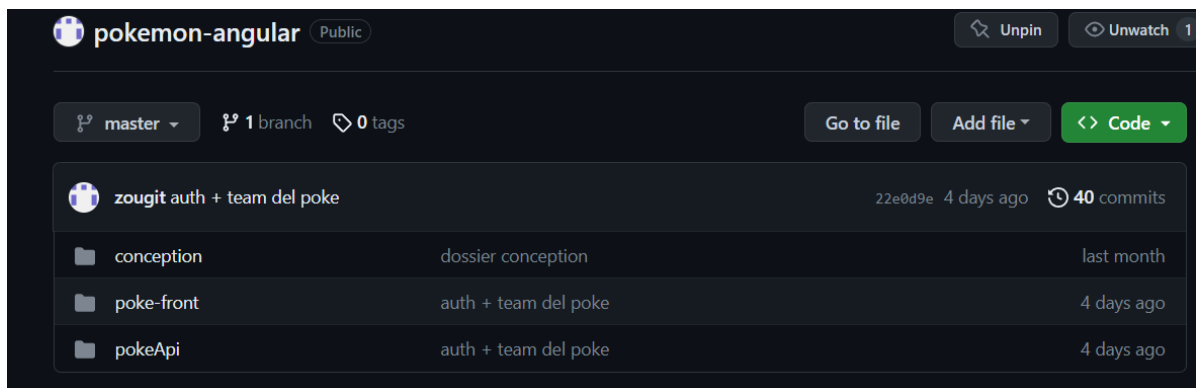 pokemon-angular Public Unpin Unwatch 1
master 1 branch 0 tags Go to file Add file <> Code
zougit auth + team del poke 22e0d9e 4 days ago 40 commits
conception dossier conception last month
poke-front auth + team del poke 4 days ago
pokeApi auth + team del poke 4 days ago